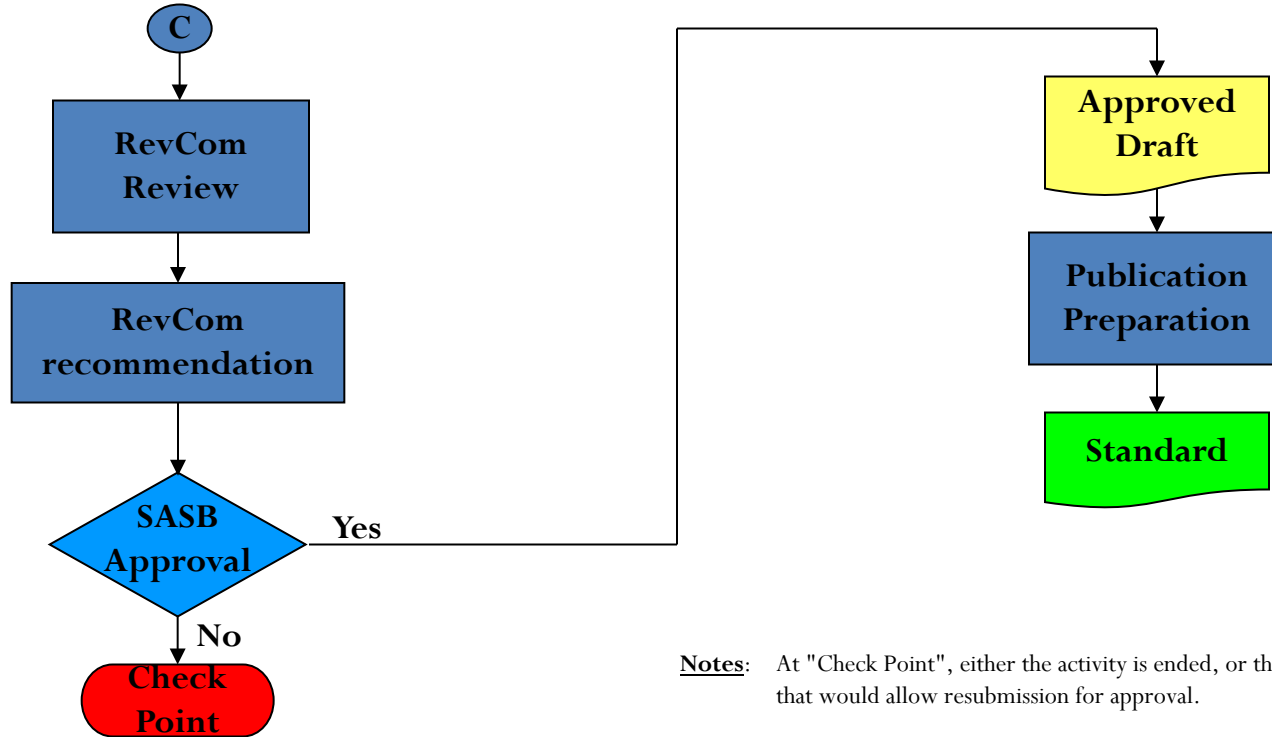 C
RevCom
Review
RevCom
recommendation
SASB
Approval
Yes
No
Check
Point
Approved
Draft
Publication
Preparation
Standard
Notes: At "Check Point", either the activity is ended, or th
that would allow resubmission for approval.